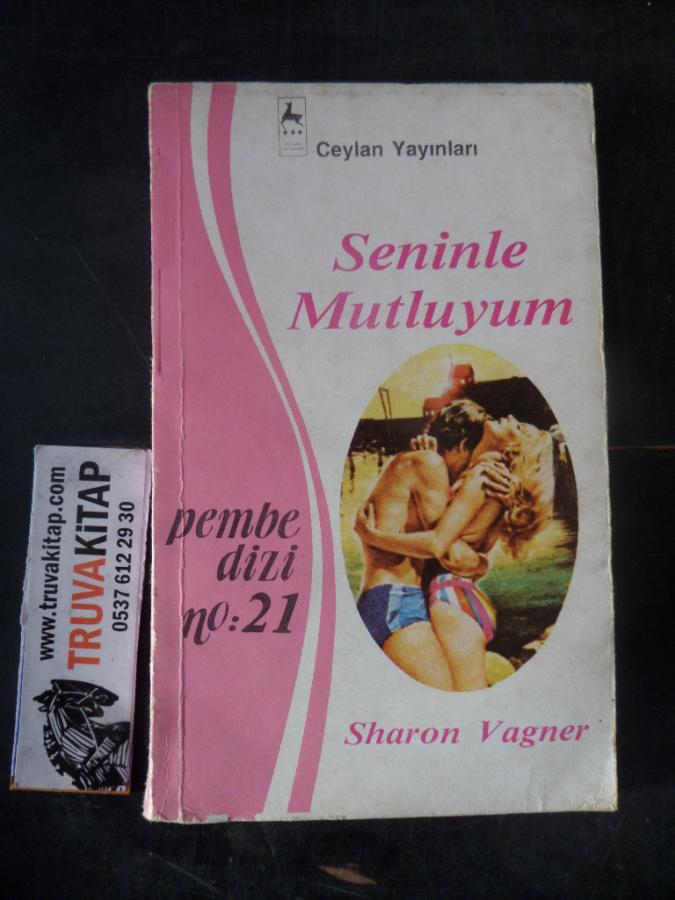 Ceylan Yayınları
Seninle
Mutluyum
pembe
dizi
no: 21
Sharon Vagner
www.truvakitap.com
TRUVAKiTAP
0537 612 29 30